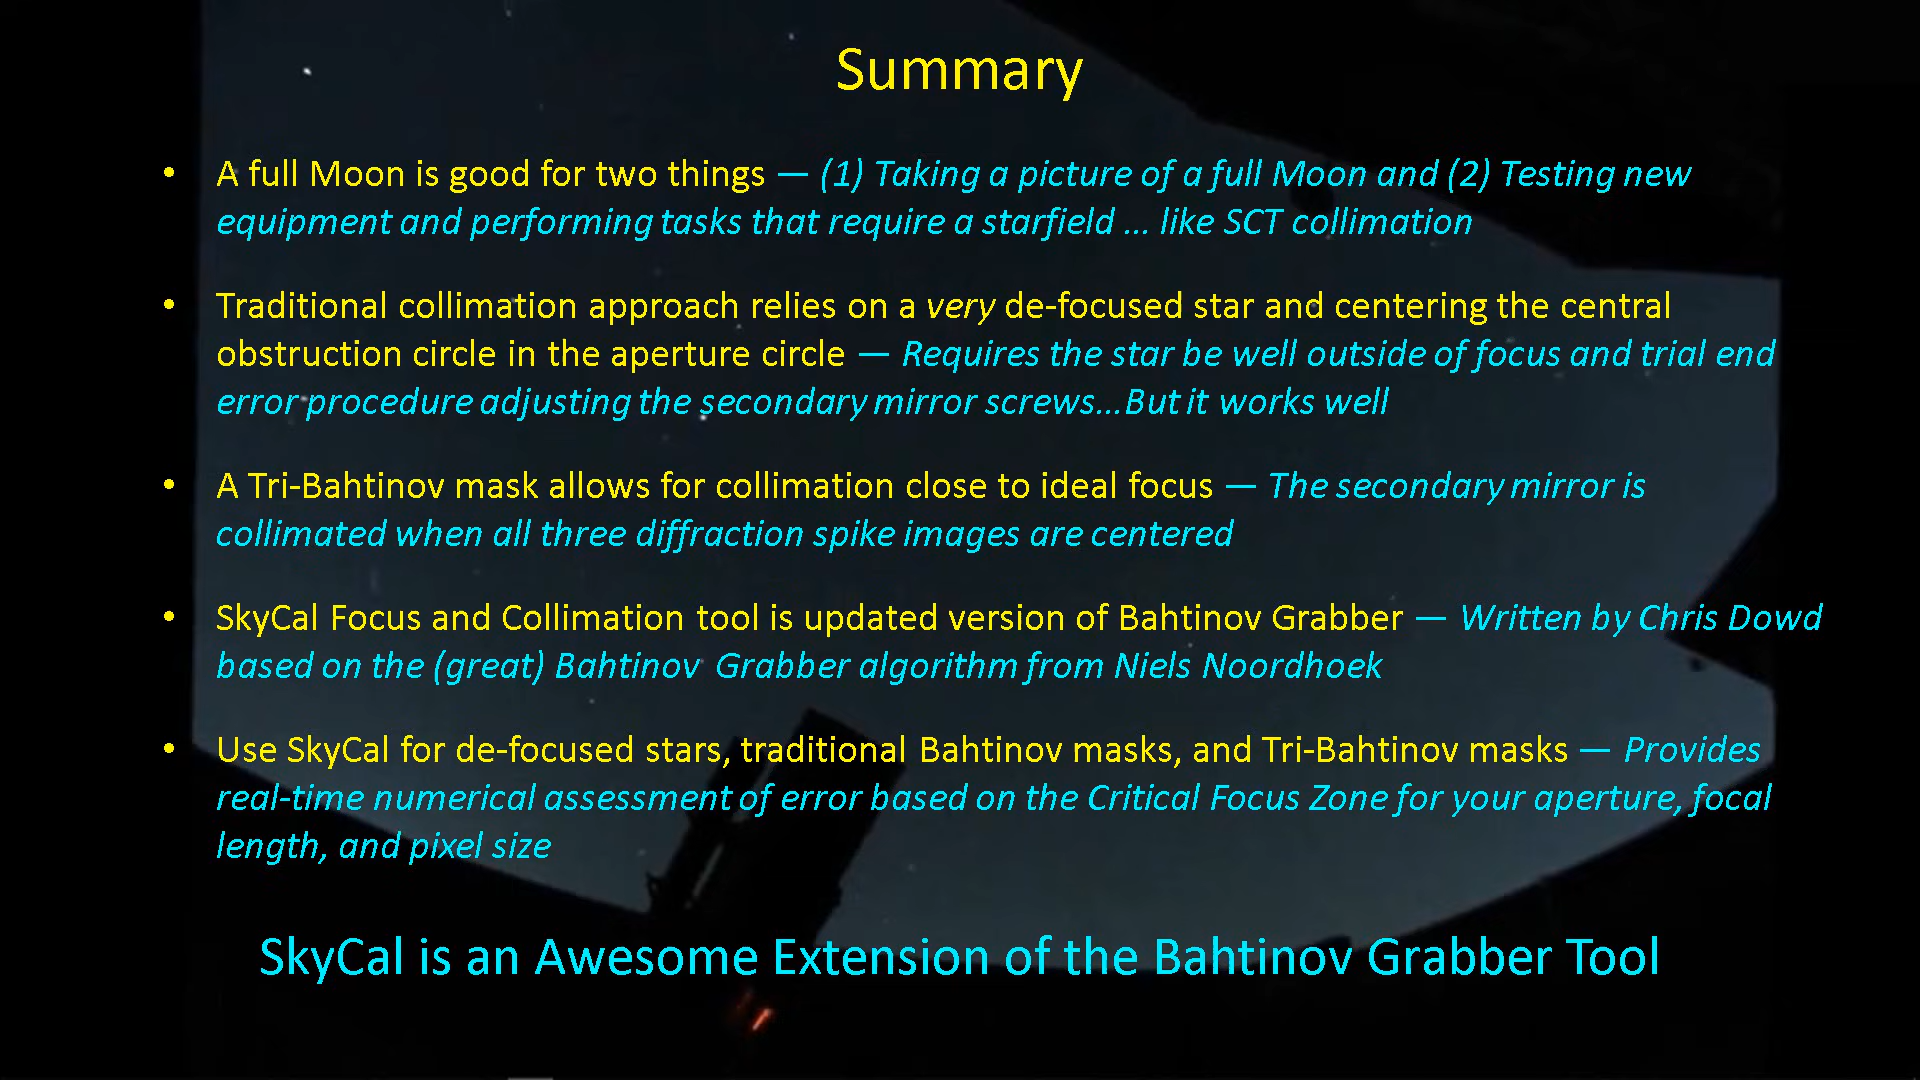 Summary
• A full Moon is good for two things — (1) Taking a picture of a full Moon and (2) Testing new
equipment and performing tasks that require a starfield ... like SCT collimation
• Traditional collimation approach relies on a very de-focused star and centering the central
obstruction circle in the aperture circle — Requires the star be well outside of focus and trial end
error procedure adjusting the secondary mirror screws...But it works well
• A Tri-Bahtinov mask allows for collimation close to ideal focus — The secondary mirror is
collimated when all three diffraction spike images are centered
• SkyCal Focus and Collimation tool is updated version of Bahtinov Grabber — Written by Chris Dowd
based on the (great) Bahtinov Grabber algorithm from Niels Noordhoek
• Use SkyCal for de-focused stars, traditional Bahtinov masks, and Tri-Bahtinov masks — Provides
real-time numerical assessment of error based on the Critical Focus Zone for your aperture, focal
length, and pixel size
SkyCal is an Awesome Extension of the Bahtinov Grabber Tool